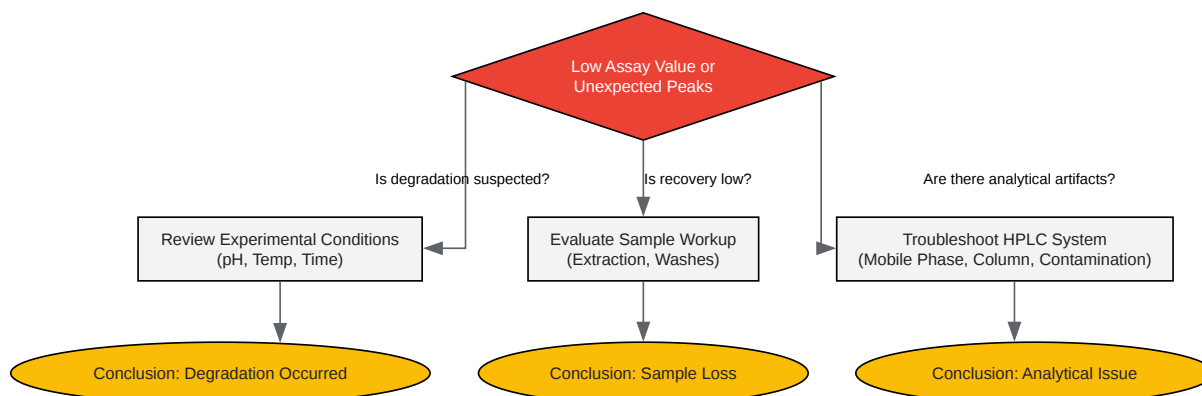 Low Assay Value or
Unexpected Peaks
Is degradation suspected?
Is recovery low?
Are there analytical artifacts?
Review Experimental Conditions
(pH, Temp, Time)
Evaluate Sample Workup
(Extraction, Washes)
Troubleshoot HPLC System
(Mobile Phase, Column, Contamination)
Conclusion: Degradation Occurred
Conclusion: Sample Loss
Conclusion: Analytical Issue